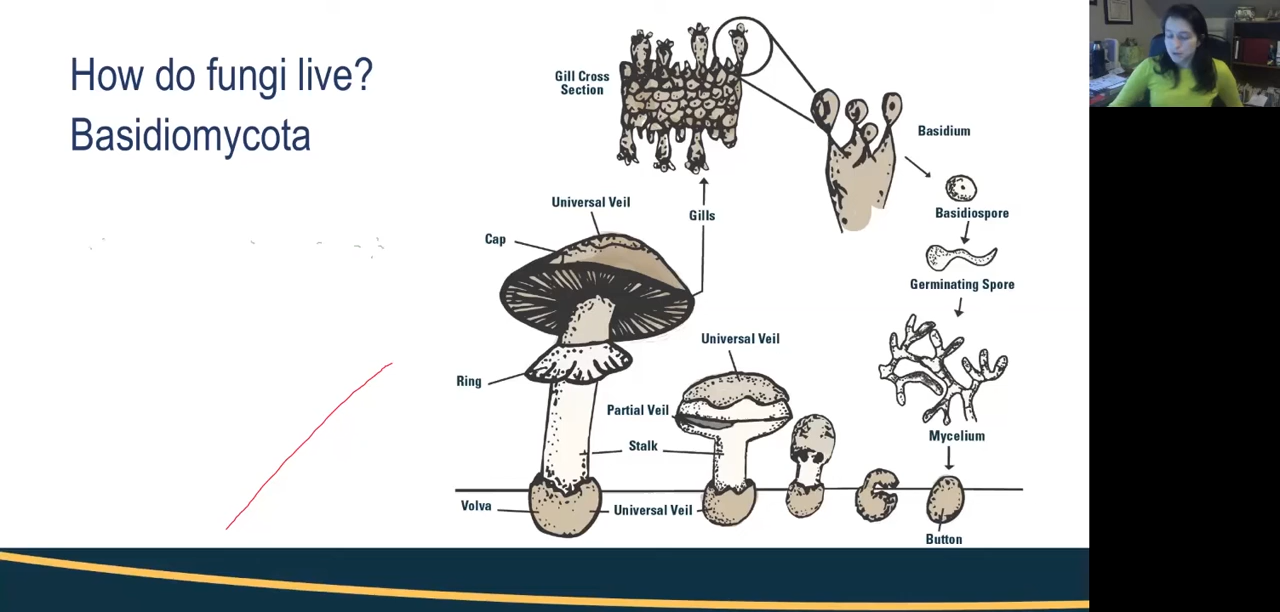 How do fungi live?
Basidiomycota
Gill Cross
Section
Basidium
Universal Veil
Gills
Basidiospore
Cap
Germinating Spore
Universal Veil
Ring
Partial Veil
Stalk
Mycelium
Volva
Universal Veil
Button